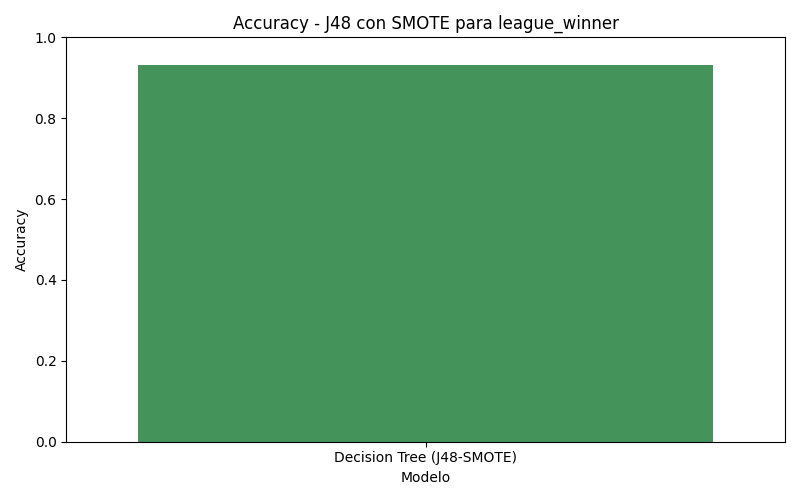 Accuracy - J48 con SMOTE para league_winner
1.0
0.8
0.6
0.4
0.2
0.0
Accuracy
Decision Tree (J48-SMOTE)
Modelo